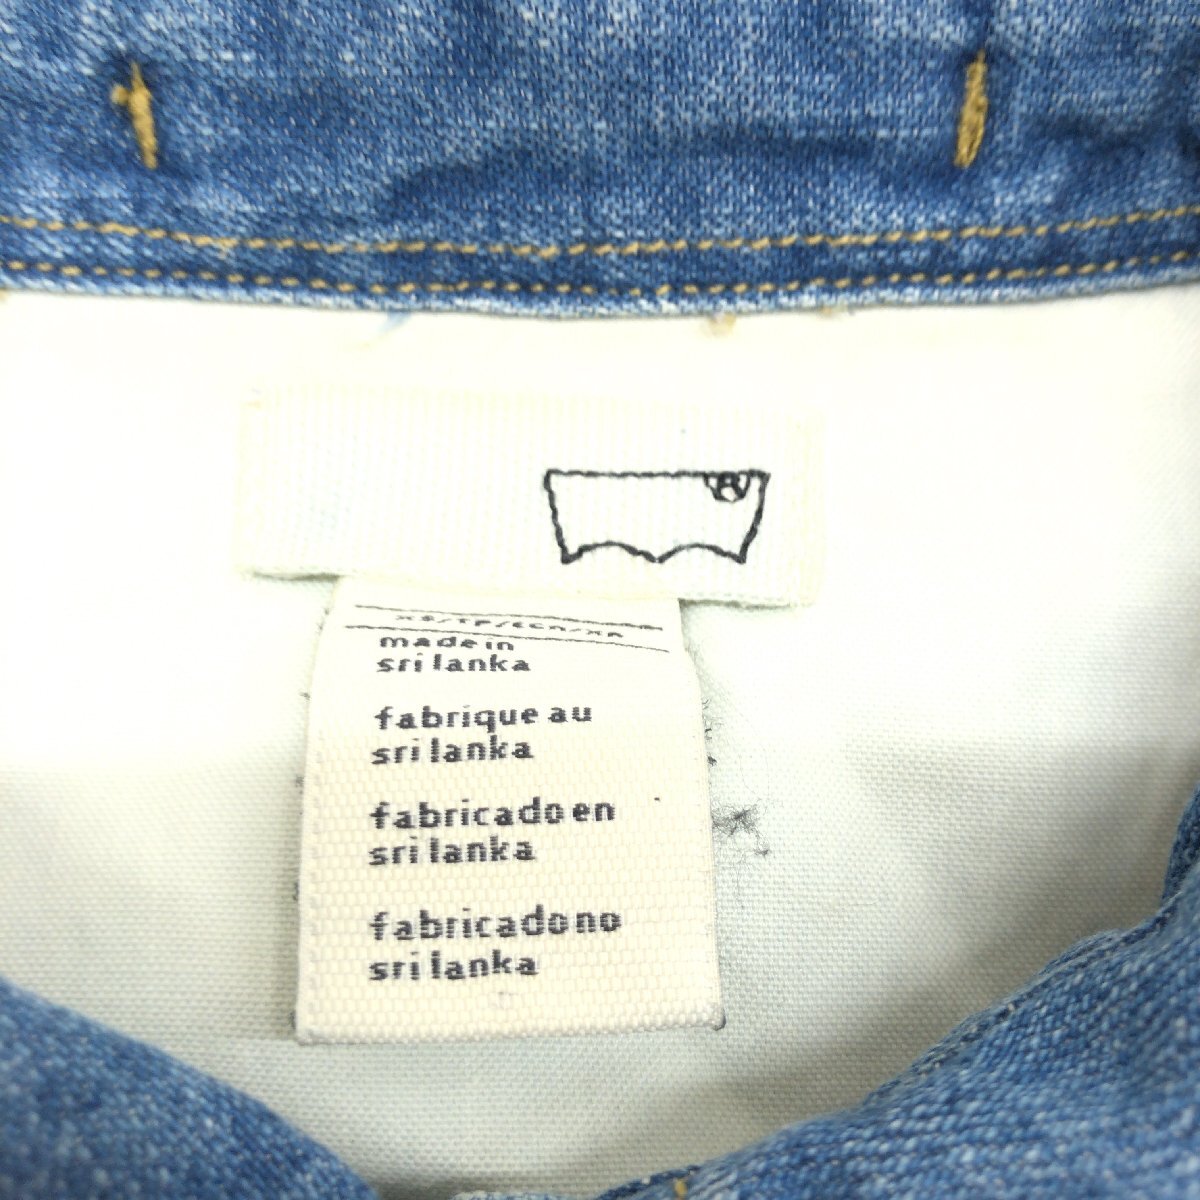 made in
sri lanka
fabrique au
sri lanka
fabricado en
sri lanka
fabricado no
sri lanka